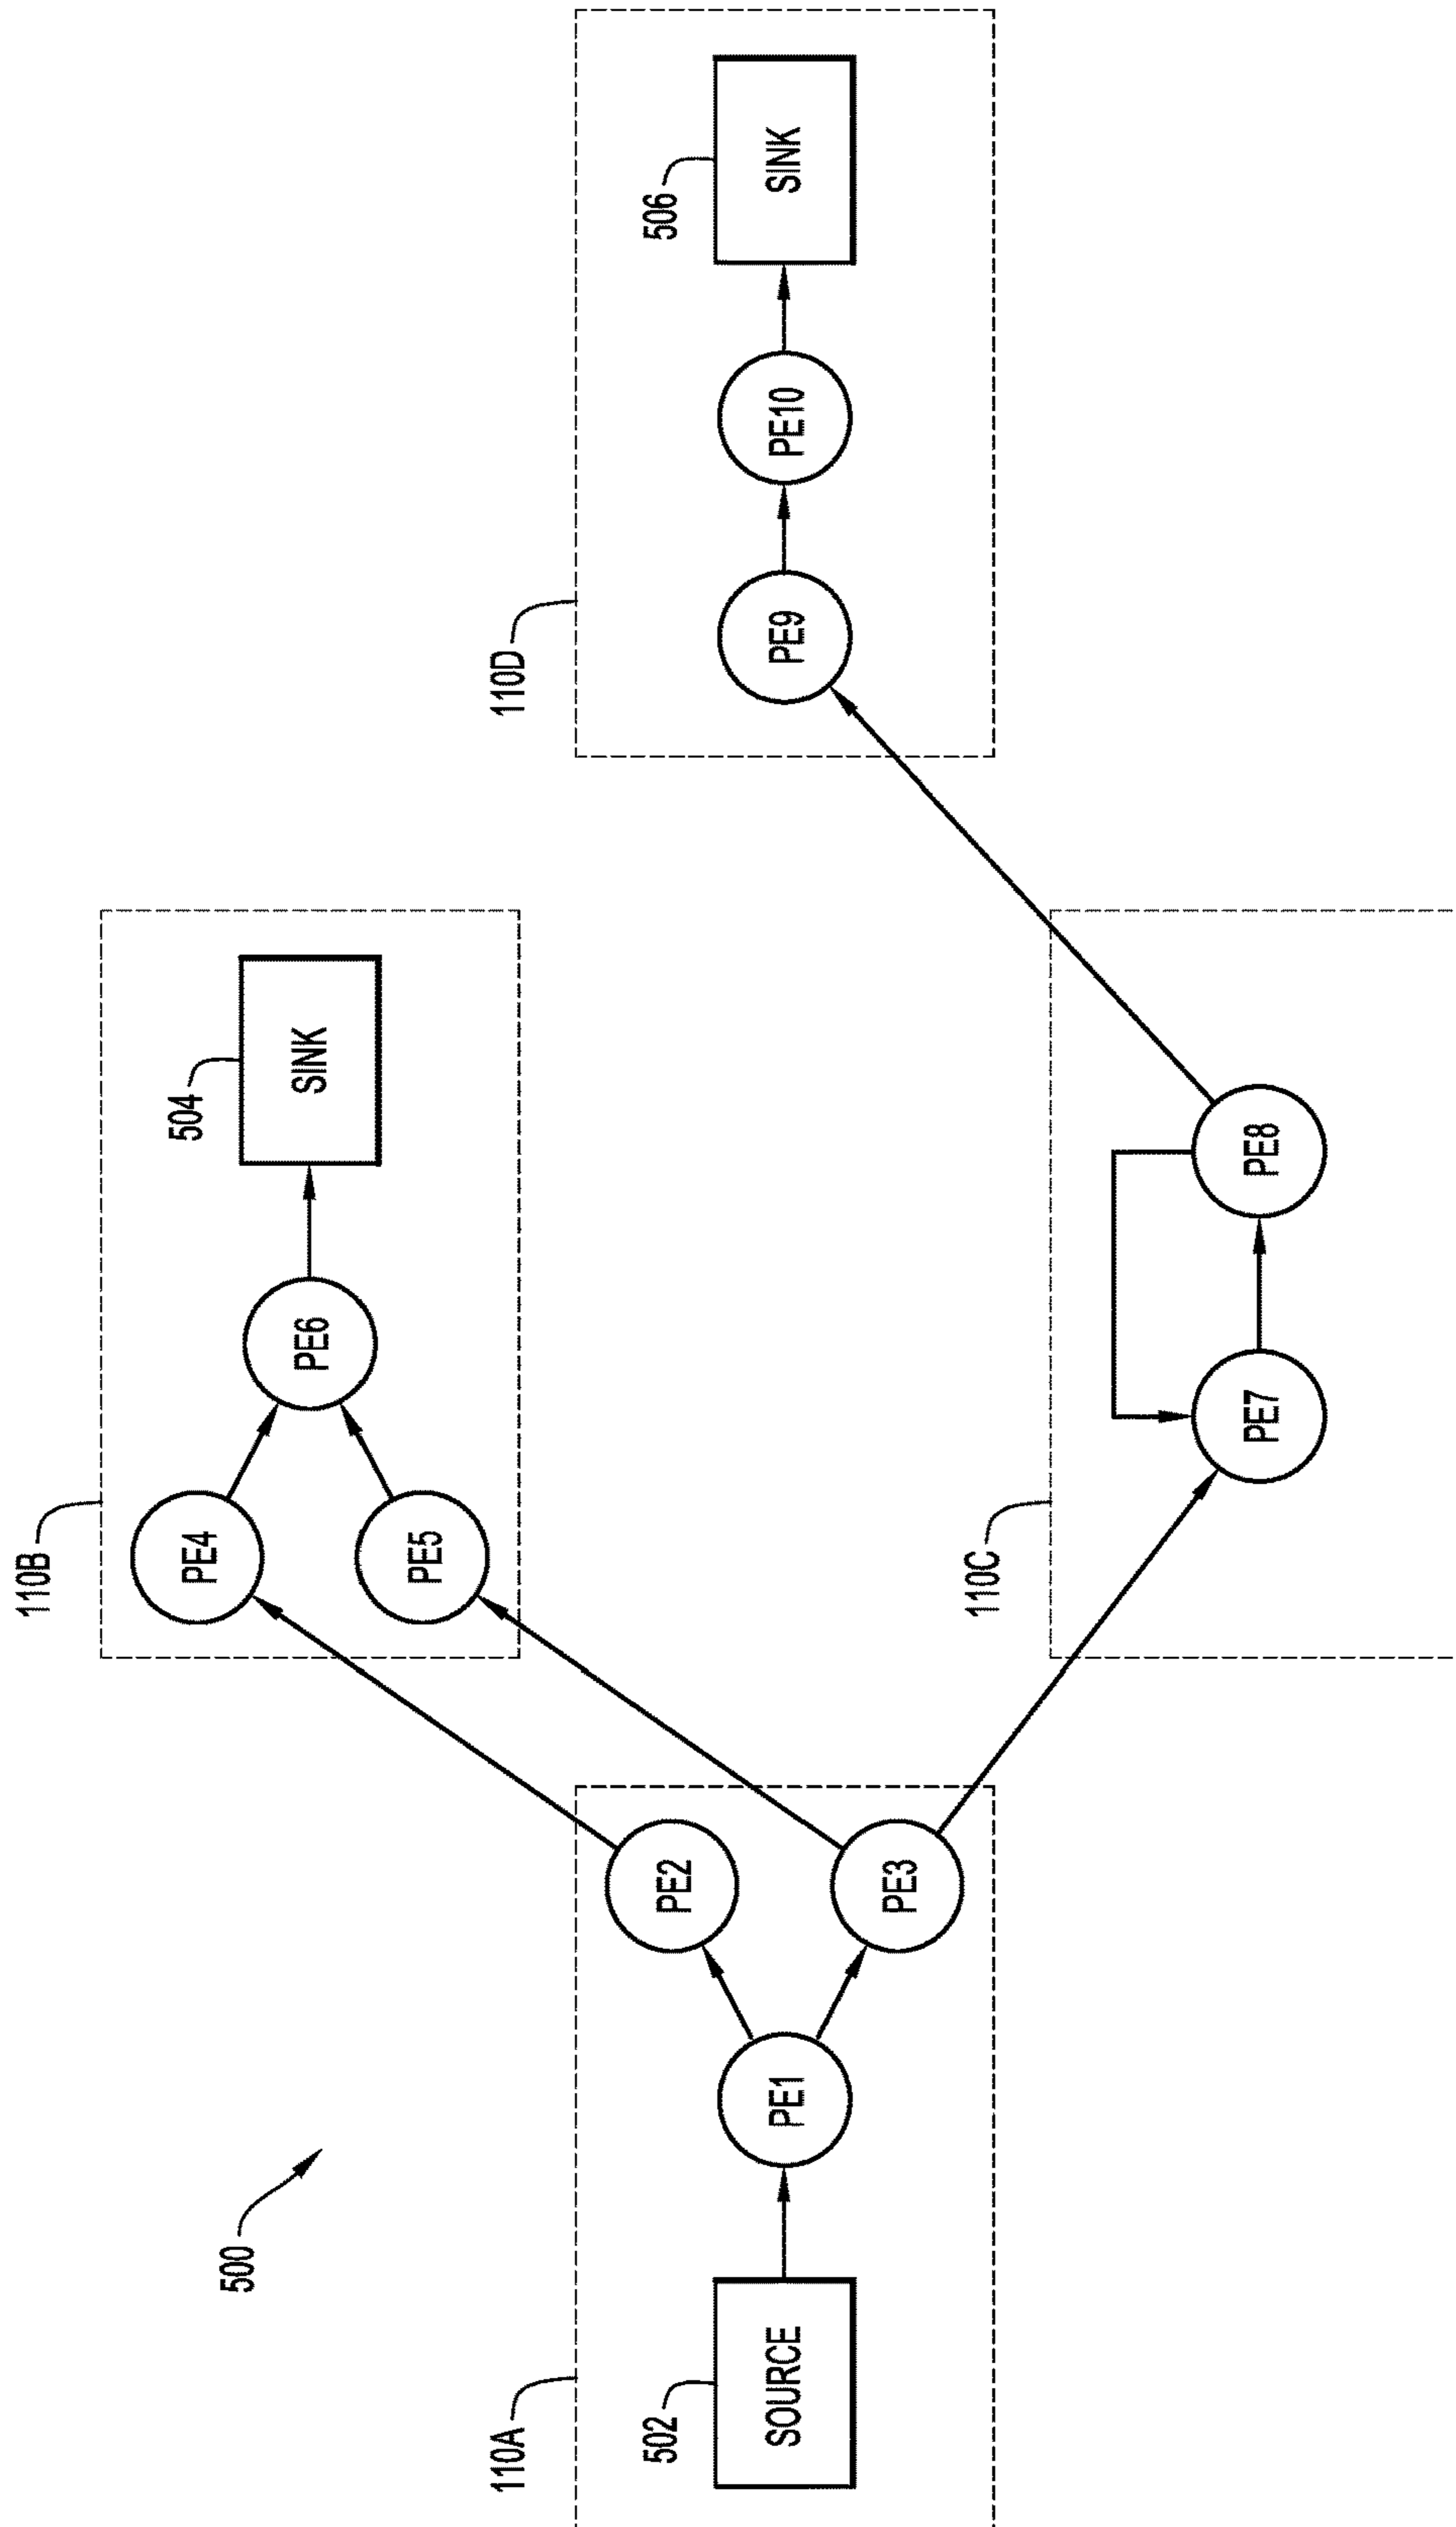 500
110A
502
SOURCE
PE1
PE2
PE3
110B
PE4
PE5
PE6
504
SINK
110C
PE7
PE8
110D
PE9
PE10
506
SINK